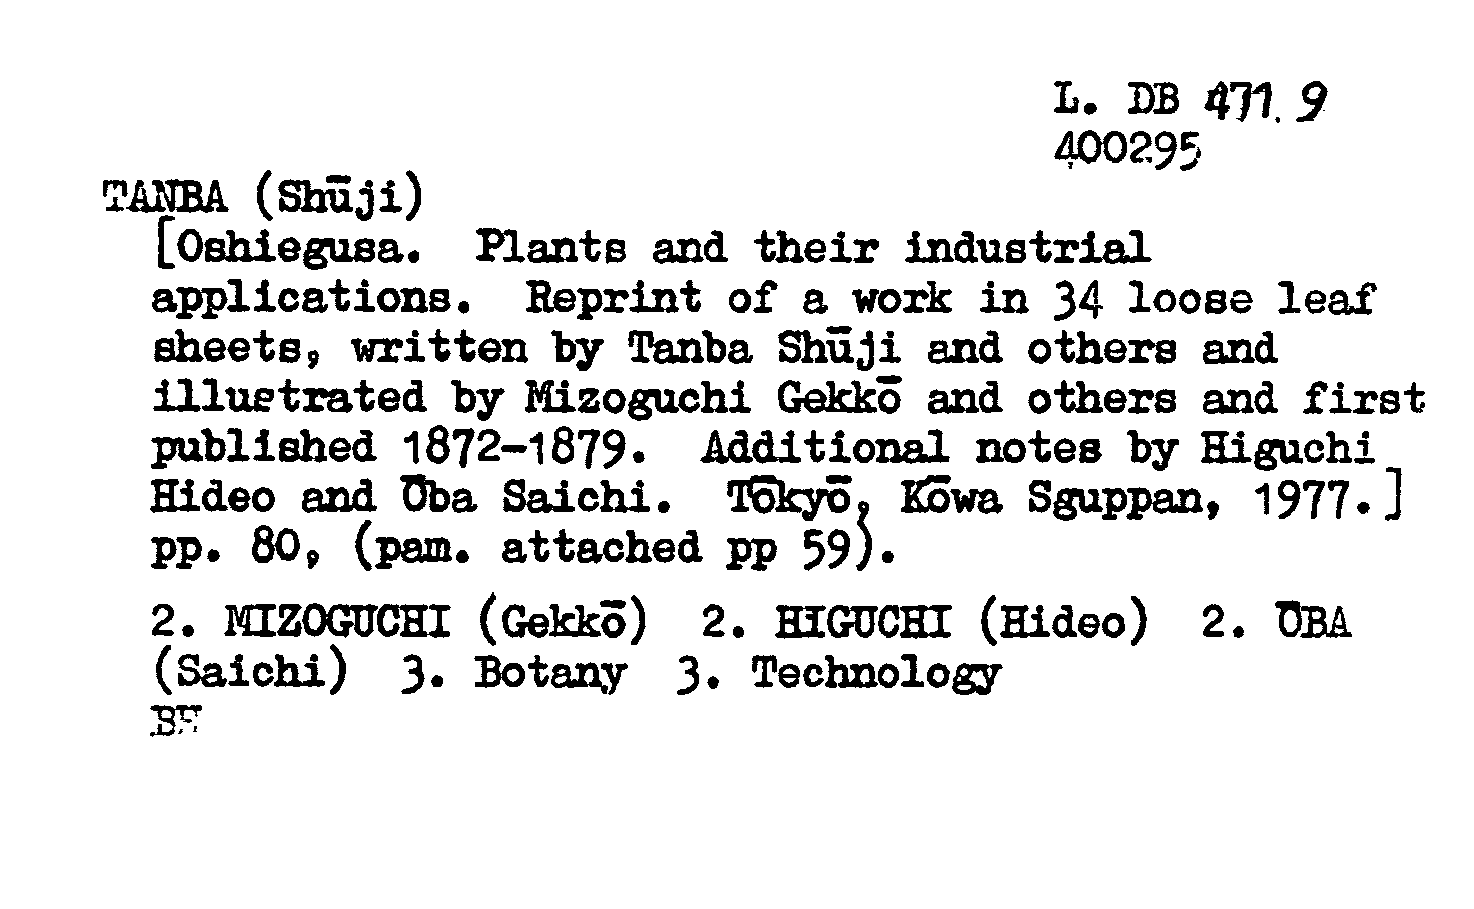 L. DB 471.9
400295
TANBA (Shūji)
[Oshiegusa. Plants and their industrial
applications. Reprint of a work in 34 loose leaf
sheets, written by Tanba Shūji and others and
illustrated by Mizoguchi Gekkō and others and first
published 1872-1879. Additional notes by Higuchi
Hideo and Ōba Saichi. Tōkyō, Kōwa Sguppan, 1977.]
pp. 80, (pam. attached pp 59).
2. MIZOGUCHI (Gekkō) 2. HIGUCHI (Hideo) 2. ŌBA
(Saichi) 3. Botany 3. Technology